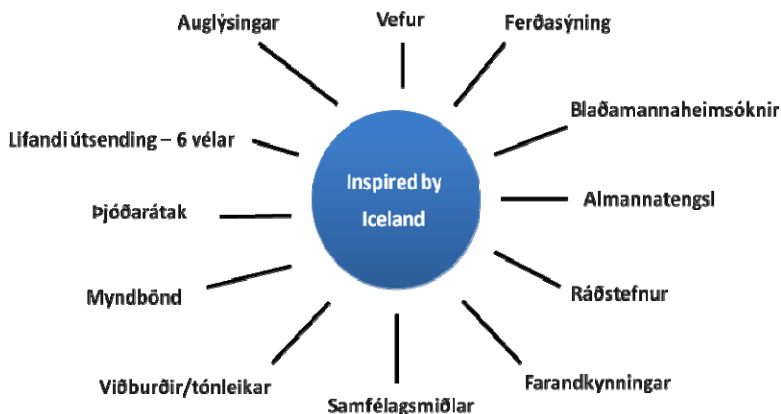 Vefur
Auglýsingar
Ferðasýning
Blaðamannaheimsóknir
Lifandi útsending – 6 vélar
Inspired by
Iceland
Almannatengsl
Þjóðarátak
Myndbönd
Ráðstefnur
Viðburðir/tónleikar
Farandkynningar
Samfélagsmiðlar